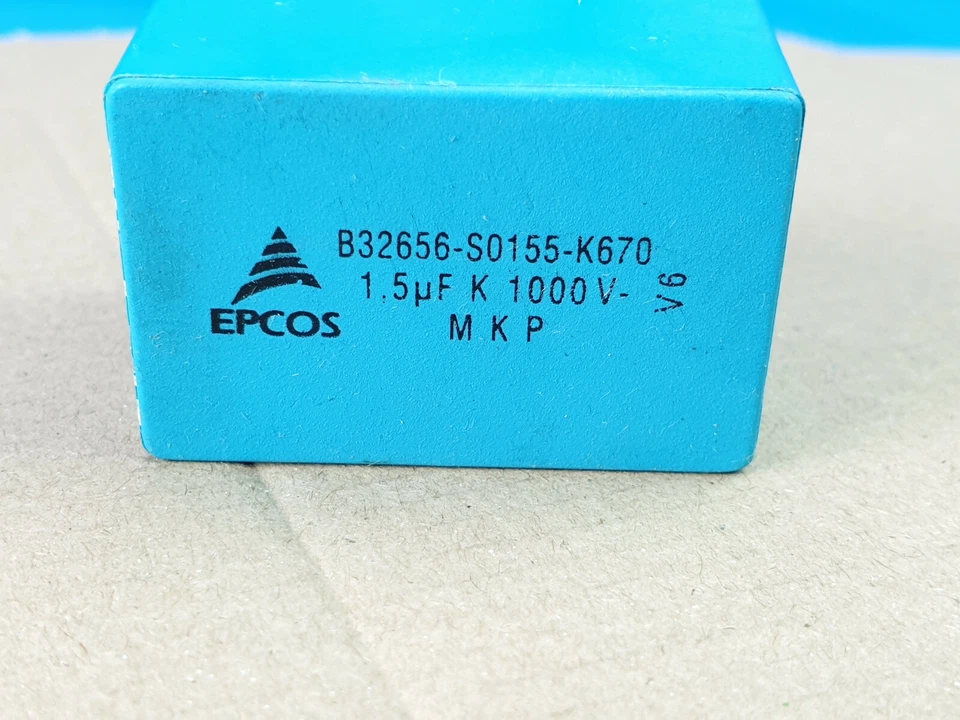 B32656-S0155-K670
1.5µF K 1000V-
V6
M K P
EPCOS